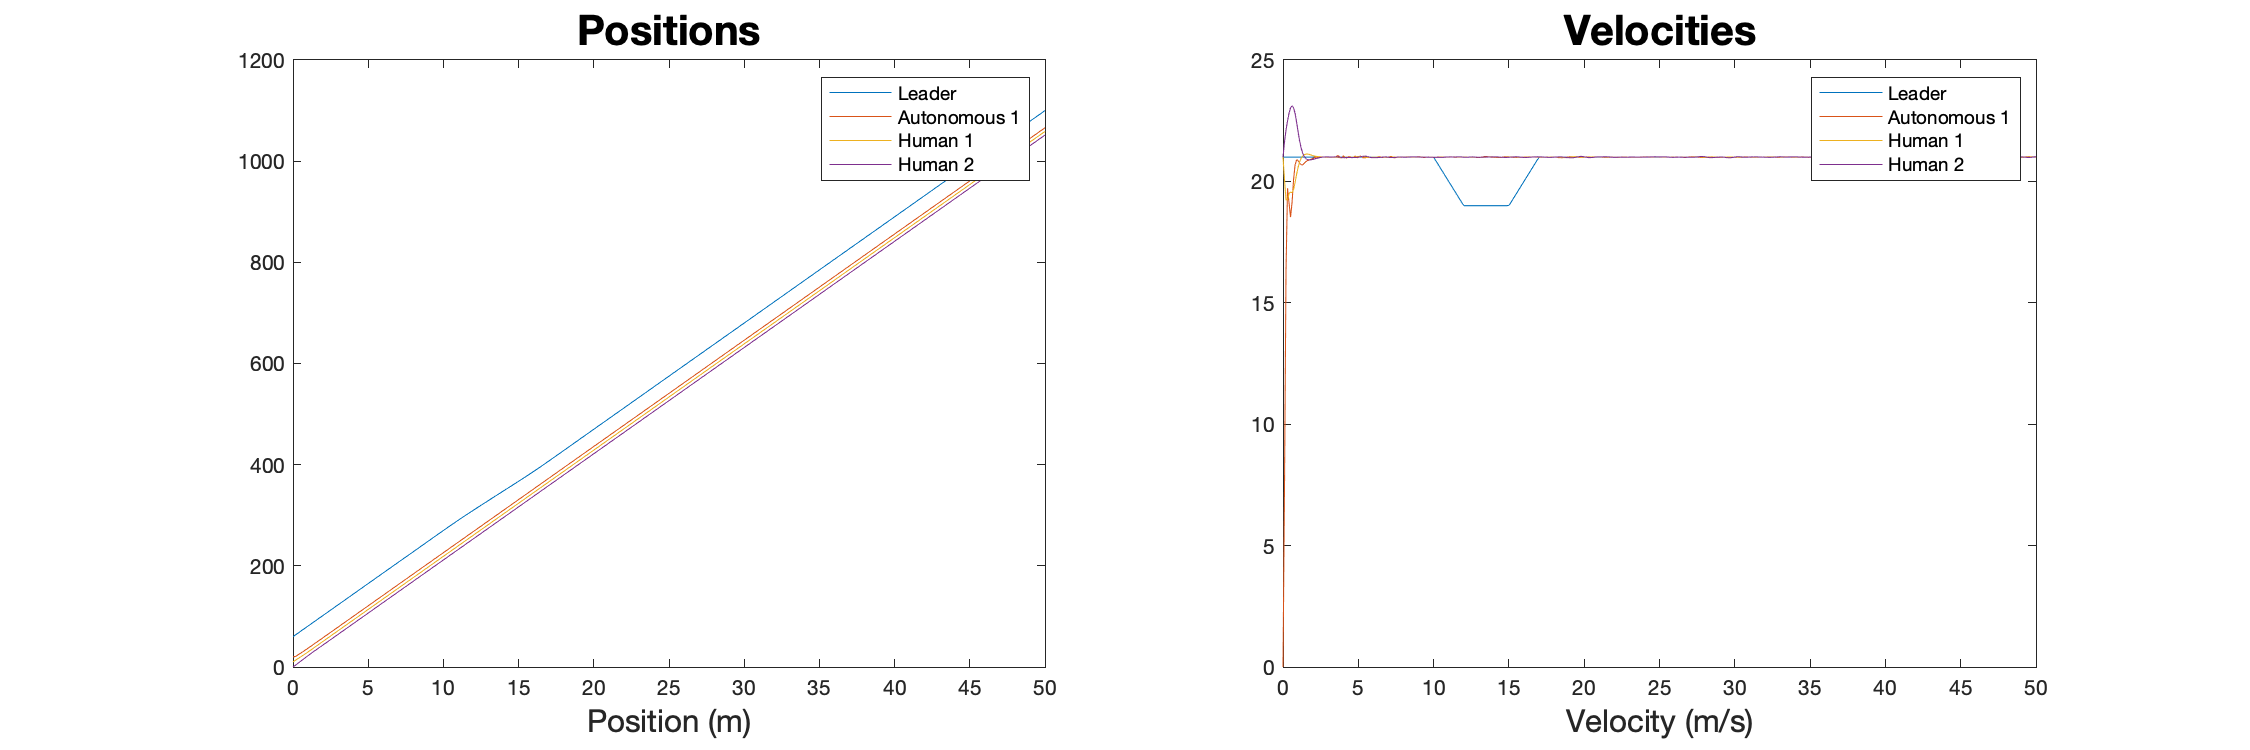 Positions
1200
1000
800
600
400
200
0
0 5 10 15 20 25 30 35 40 45 50
Position (m)
Leader
Autonomous 1
Human 1
Human 2
Velocities
25
20
15
10
5
0
0 5 10 15 20 25 30 35 40 45 50
Velocity (m/s)
Leader
Autonomous 1
Human 1
Human 2